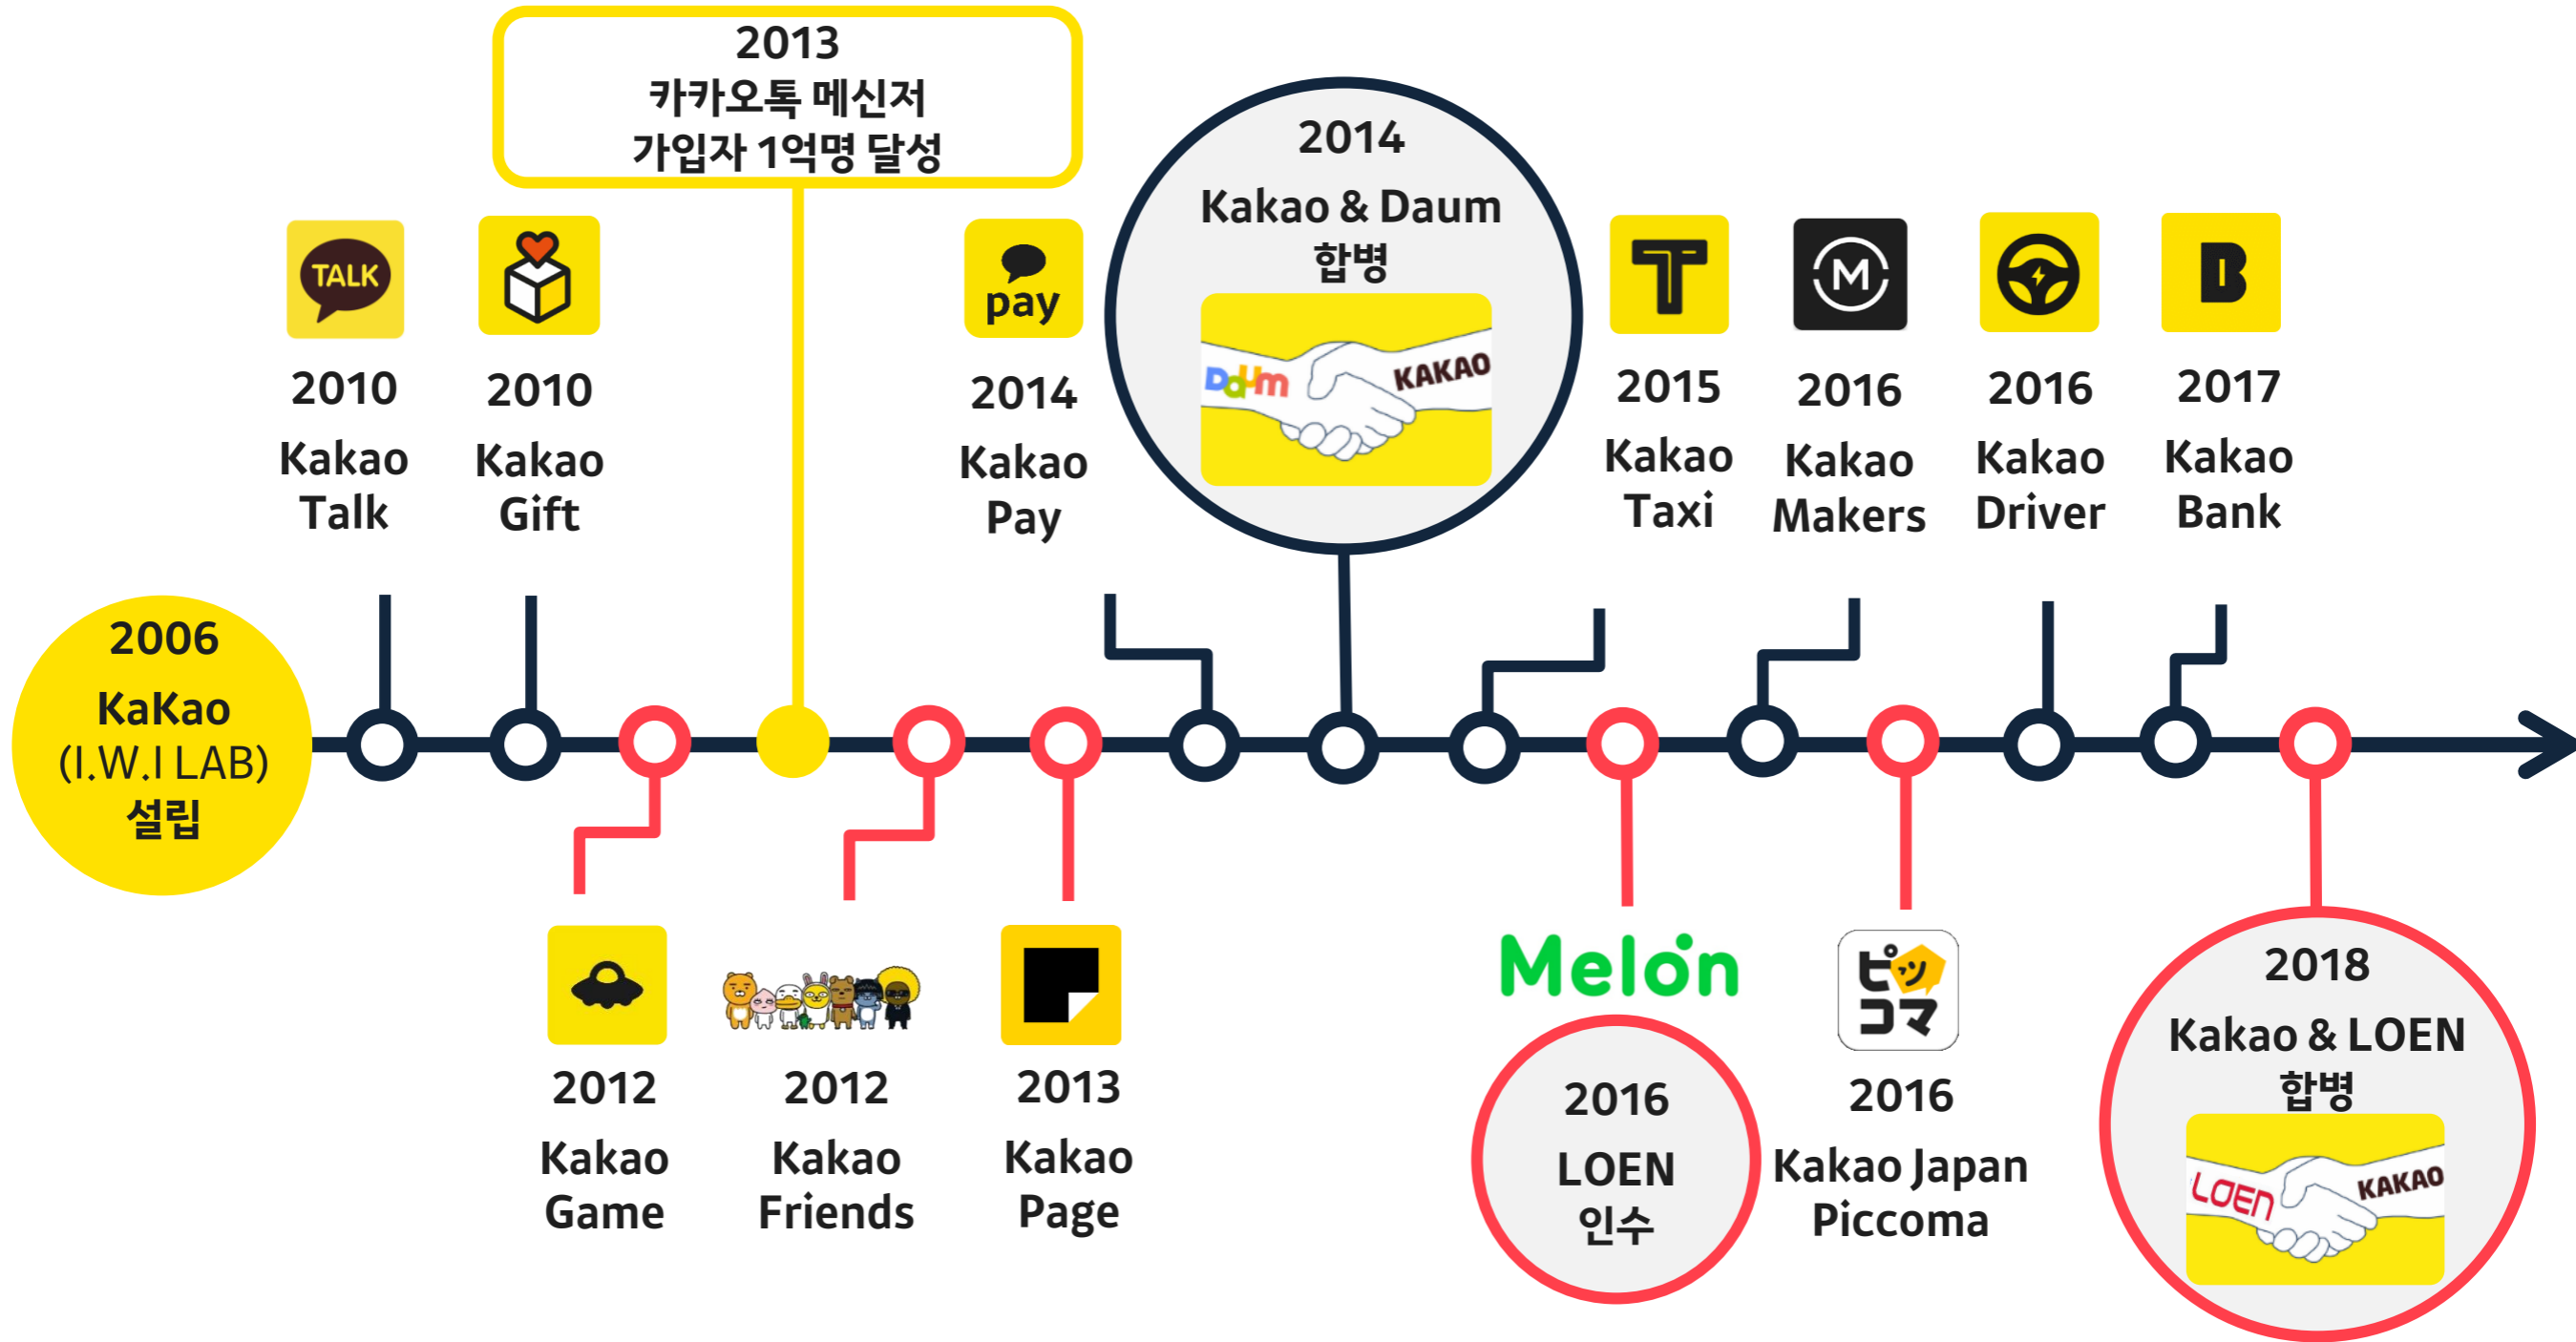 2013
카카오톡 메신저
가입자 1억명 달성
TALK
2010
Kakao
Talk
2010
Kakao
Gift
pay
2014
Kakao
Pay
2014
Kakao & Daum
합병
Daum
KAKAO
T
2015
Kakao
Taxi
M
2016
Kakao
Makers
2016
Kakao
Driver
B
2017
Kakao
Bank
2006
KaKao
(I.W.I LAB)
설립
2012
Kakao
Game
2012
Kakao
Friends
2013
Kakao
Page
Melon
2016
LOEN
인수
ピッ
コマ
2016
Kakao Japan
Piccoma
2018
Kakao & LOEN
합병
LOEN
KAKAO